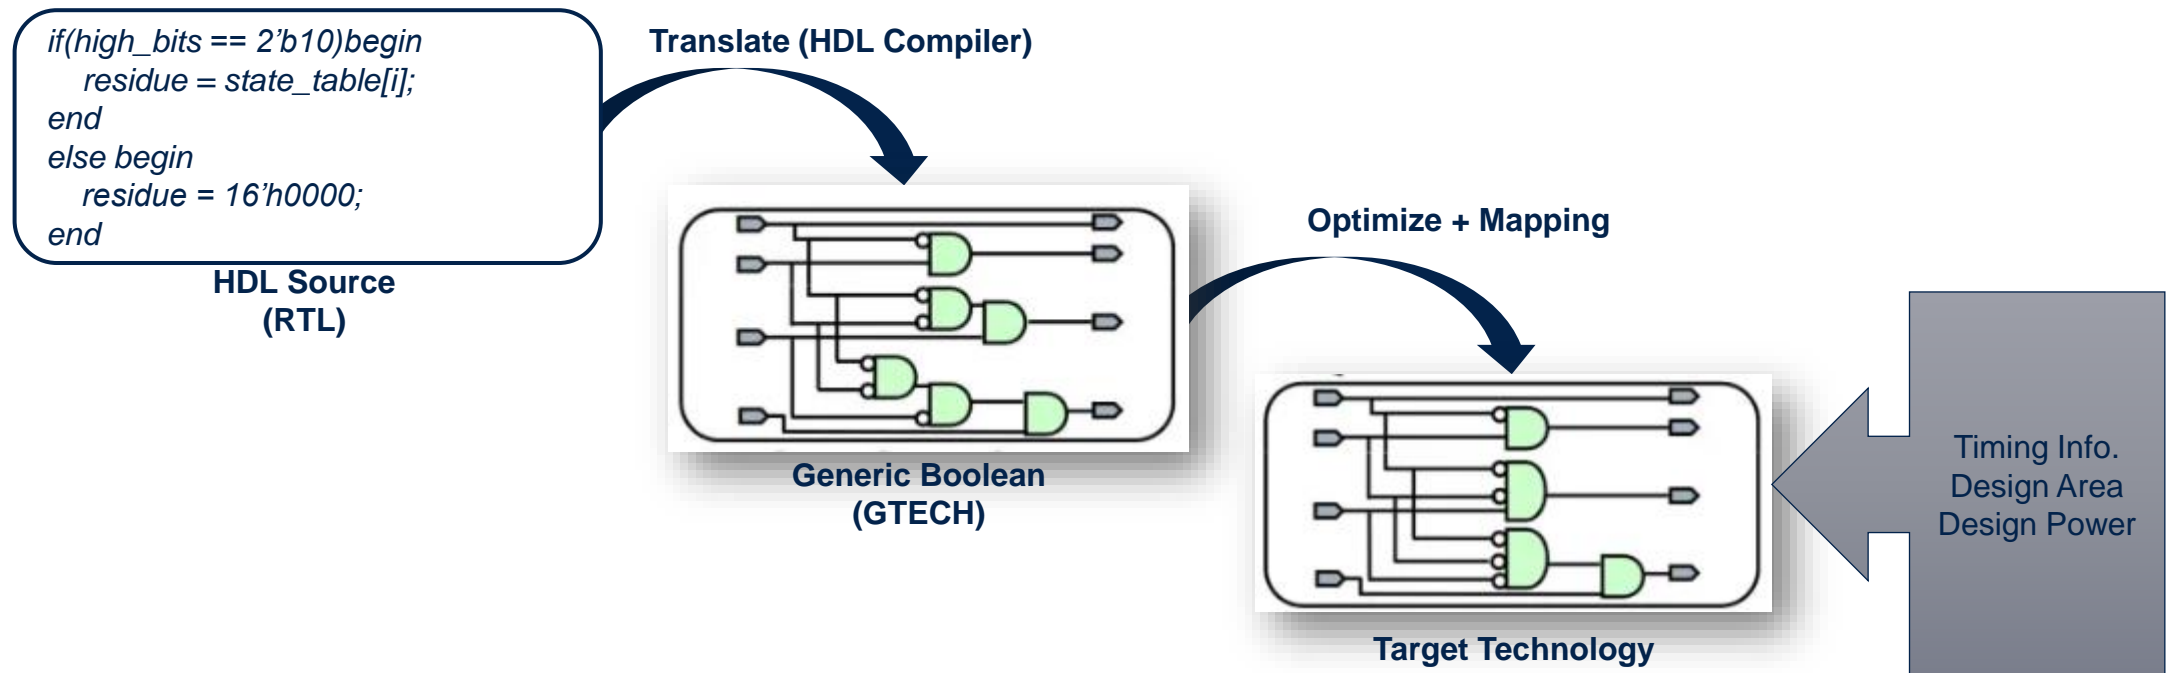 if(high_bits == 2’b10)begin
residue = state_table[i];
end
else begin
residue = 16’h0000;
end
HDL Source
(RTL)
Translate (HDL Compiler)
Generic Boolean
(GTECH)
Optimize + Mapping
Target Technology
Timing Info.
Design Area
Design Power